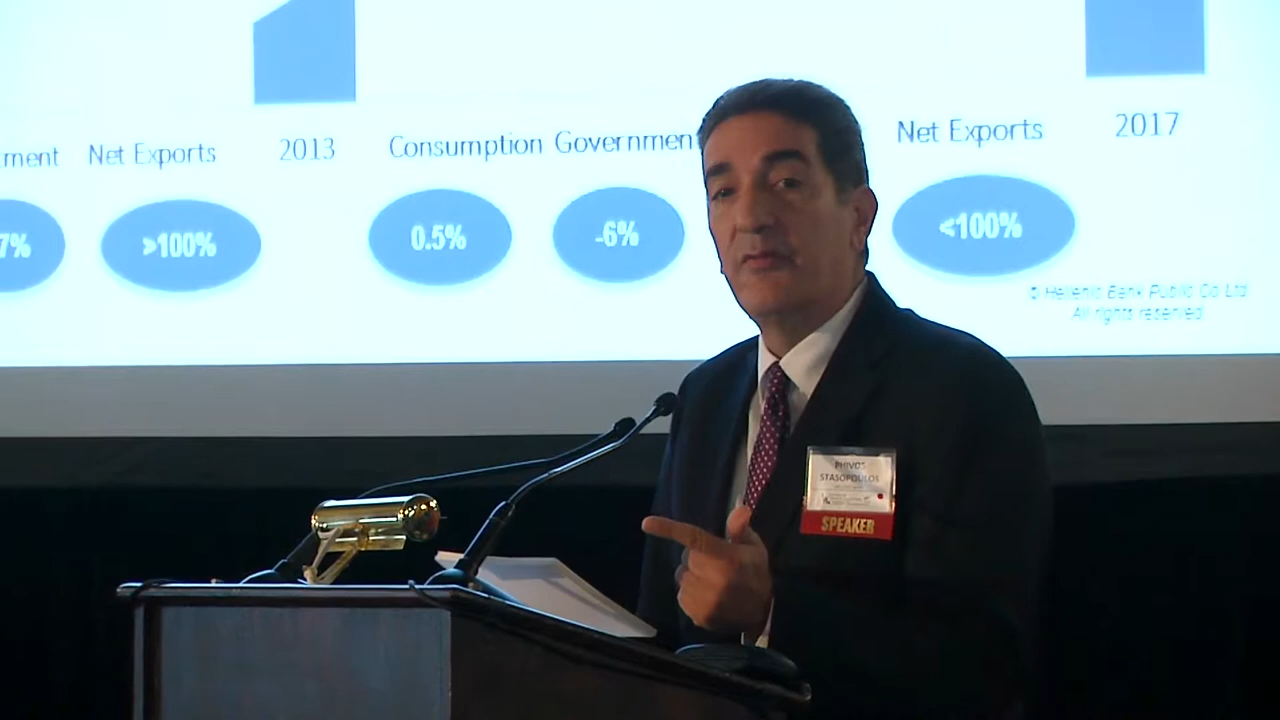 rnment Net Exports 2013 Consumption Government Net Exports 2017
7% >100% 0.5% -6% <100%
© Hellenic Bank Public Co Ltd
All rights reserved
PHIVOS
STASOPOULOS
SPEAKER